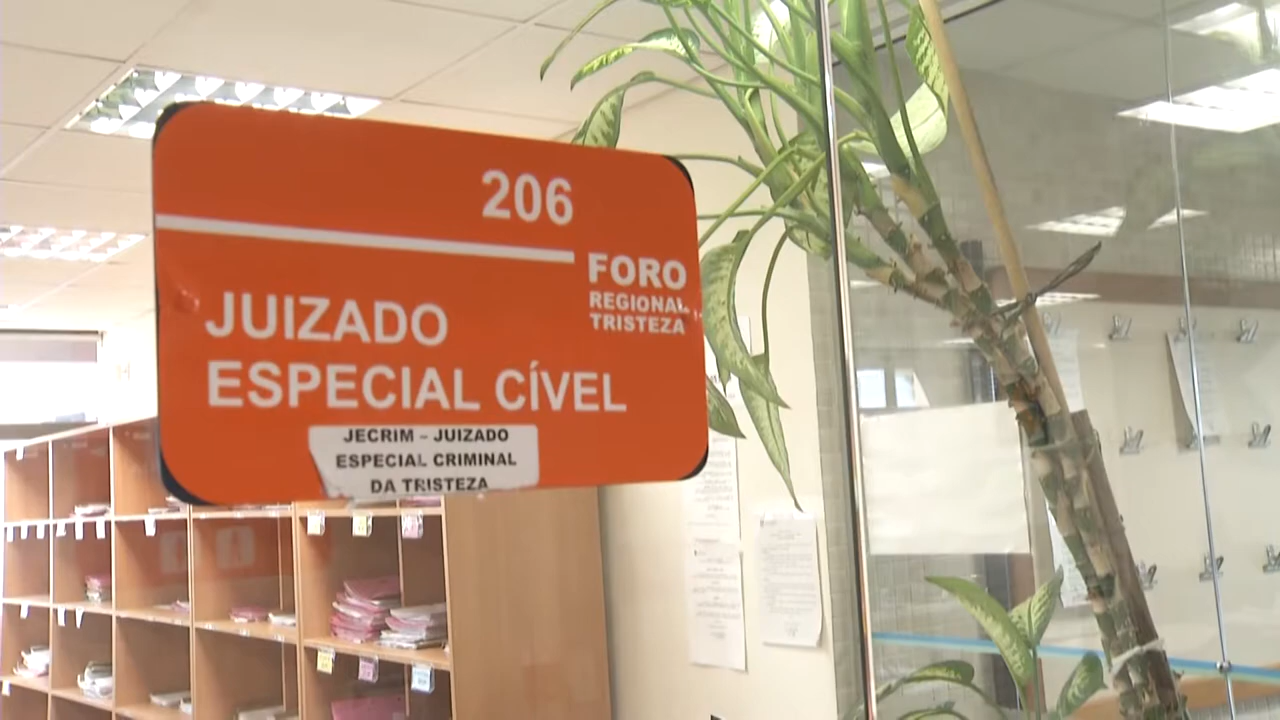 206
FORO
REGIONAL
TRISTEZA
JUIZADO
ESPECIAL CÍVEL
JECRIM – JUIZADO
ESPECIAL CRIMINAL
DA TRISTEZA